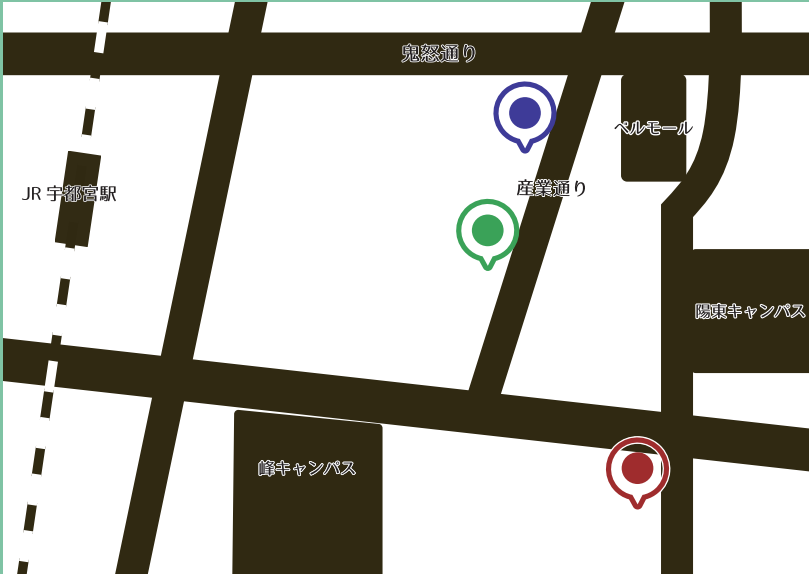 鬼怒通り
ベルモール
産業通り
JR 宇都宮駅
陽東キャンパス
峰キャンパス